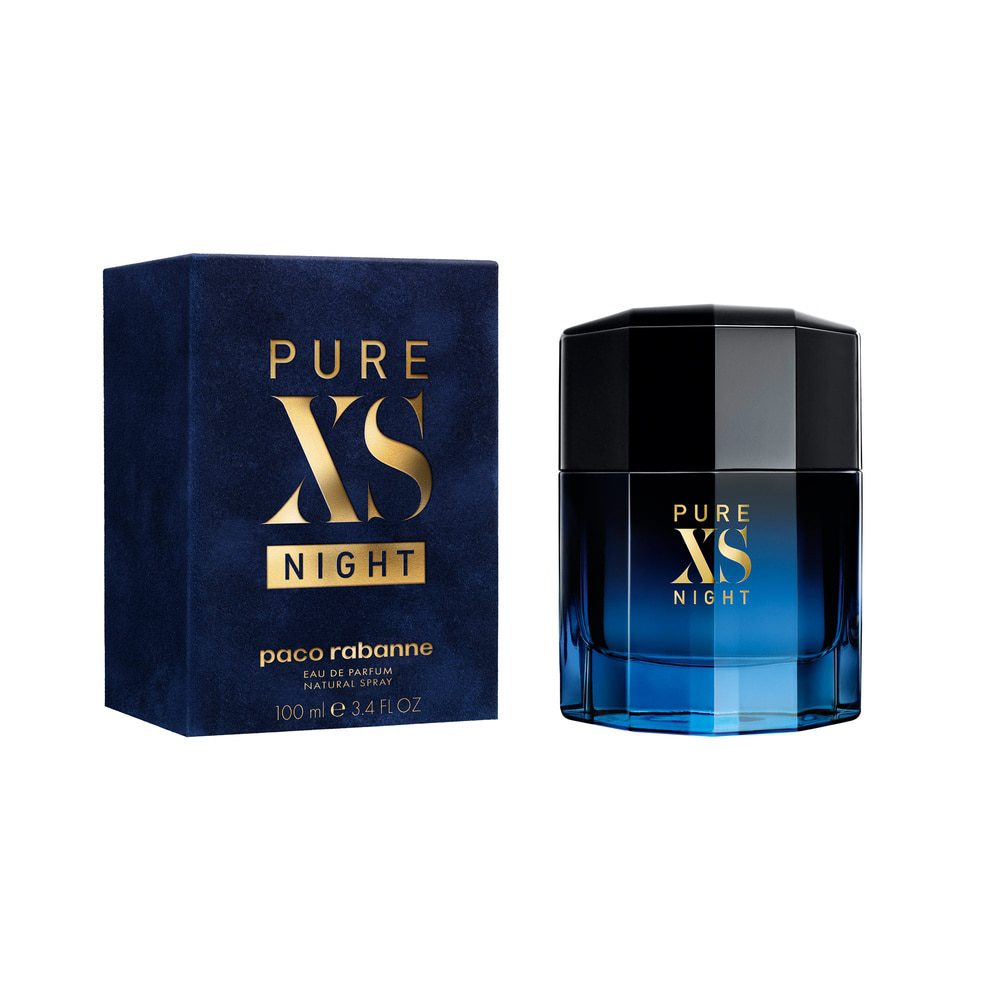 PURE
XS
NIGHT
paco rabanne
EAU DE PARFUM
NATURAL SPRAY
100 ml ℮ 3.4 FL OZ
PURE
XS
NIGHT